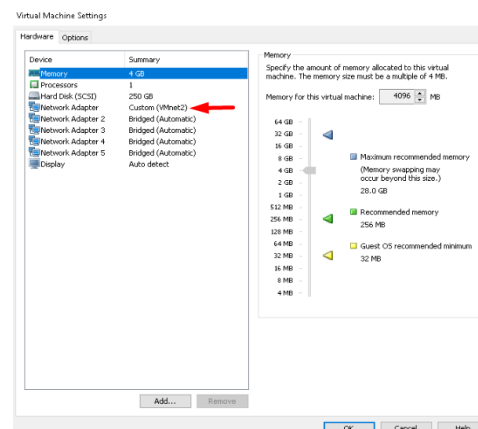 Virtual Machine Settings
Hardware Options
Device Summary
Memory 4 GB
Processors 1
Hard Disk (SCSI) 250 GB
Network Adapter Custom (VMnet2)
Network Adapter 2 Bridged (Automatic)
Network Adapter 3 Bridged (Automatic)
Network Adapter 4 Bridged (Automatic)
Network Adapter 5 Bridged (Automatic)
Display Auto detect
Add... Remove
Memory
Specify the amount of memory allocated to this virtual
machine. The memory size must be a multiple of 4 MB.
Memory for this virtual machine: 4096 MB
64 GB
32 GB
16 GB
8 GB
4 GB
2 GB
1 GB
512 MB
256 MB
128 MB
64 MB
32 MB
16 MB
8 MB
4 MB
Maximum recommended memory
(Memory swapping may
occur beyond this size.)
28.0 GB
Recommended memory
256 MB
Guest OS recommended minimum
32 MB
OK Cancel Help